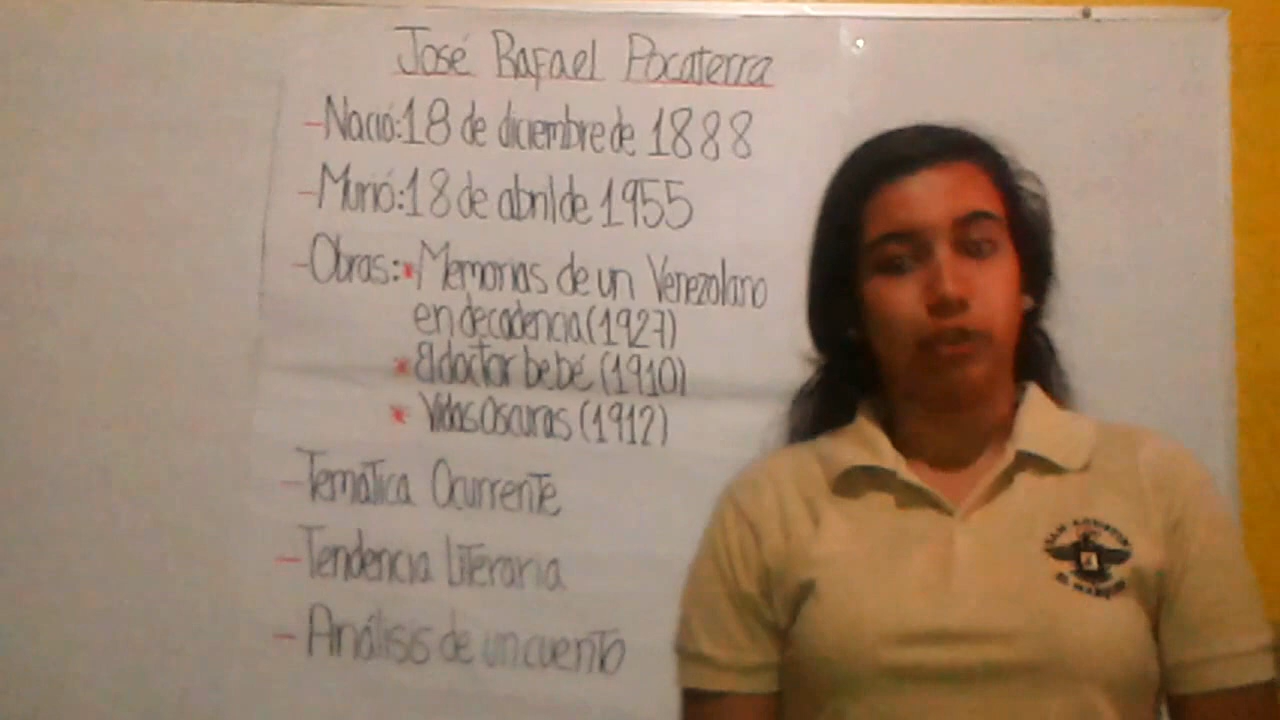 José Rafael Pocaterra
-Nació:18 de diciembre de 1888
-Murió:18 de abril de 1955
-Obras:*Memorias de un Venezolano
en decadencia(1927)
*El doctor bebé (1910)
*Vidas Oscuras (1912)
-Temática Ocurrente
-Tendencia Literaria
-Análisis de un cuento